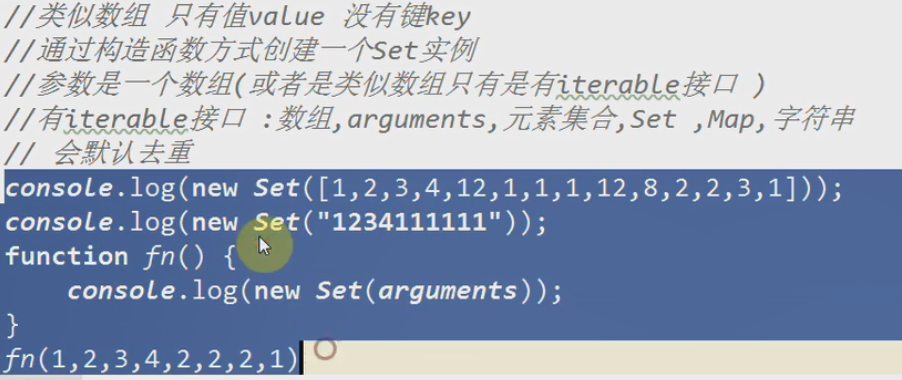 //类似数组 只有值value 没有键key
//通过构造函数方式创建一个Set实例
//参数是一个数组(或者是类似数组只有是有iterable接口 )
//有iterable接口 :数组,arguments,元素集合,Set ,Map,字符串
// 会默认去重
console.log(new Set([1,2,3,4,12,1,1,1,12,8,2,2,3,1]));
console.log(new Set("1234111111"));
function fn() {
    console.log(new Set(arguments));
}
fn(1,2,3,4,2,2,2,1)